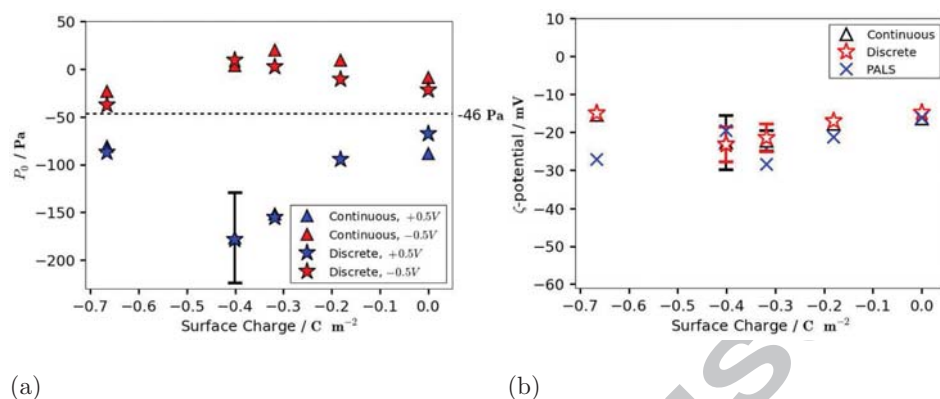 50
0
−50
−100
−150
−200
P₀ / Pa
-46 Pa
Continuous, +0.5V
Continuous, −0.5V
Discrete, +0.5V
Discrete, −0.5V
−0.7 −0.6 −0.5 −0.4 −0.3 −0.2 −0.1 0.0
Surface Charge / C m⁻²
(a)
10
0
−10
−20
−30
−40
−50
−60
ζ-potential / mV
Continuous
Discrete
PALS
−0.7 −0.6 −0.5 −0.4 −0.3 −0.2 −0.1 0.0
Surface Charge / C m⁻²
(b)